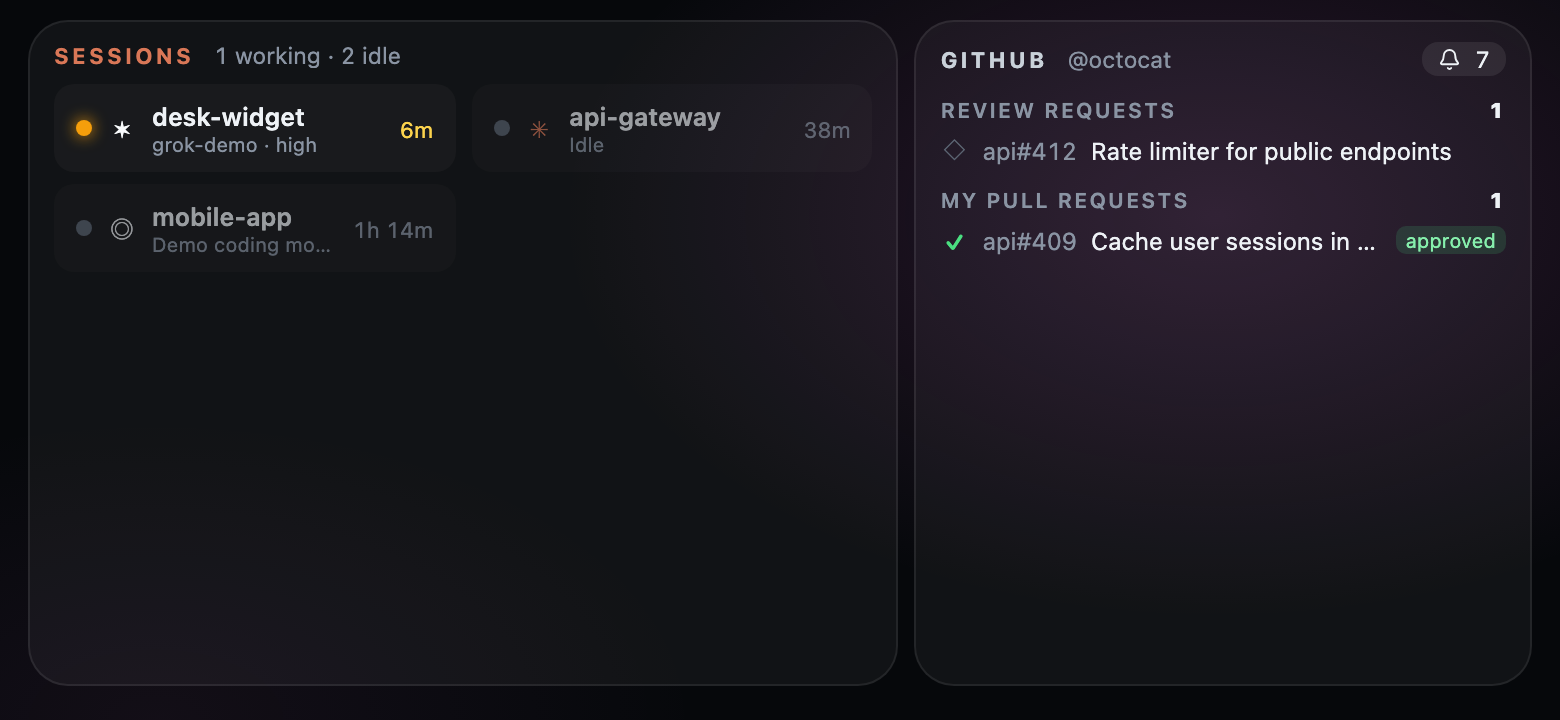 SESSIONS 1 working · 2 idle
desk-widget
grok-demo · high
6m
api-gateway
Idle
38m
mobile-app
Demo coding mo...
1h 14m
GITHUB @octocat 7
REVIEW REQUESTS 1
api#412 Rate limiter for public endpoints
MY PULL REQUESTS 1
api#409 Cache user sessions in ... approved